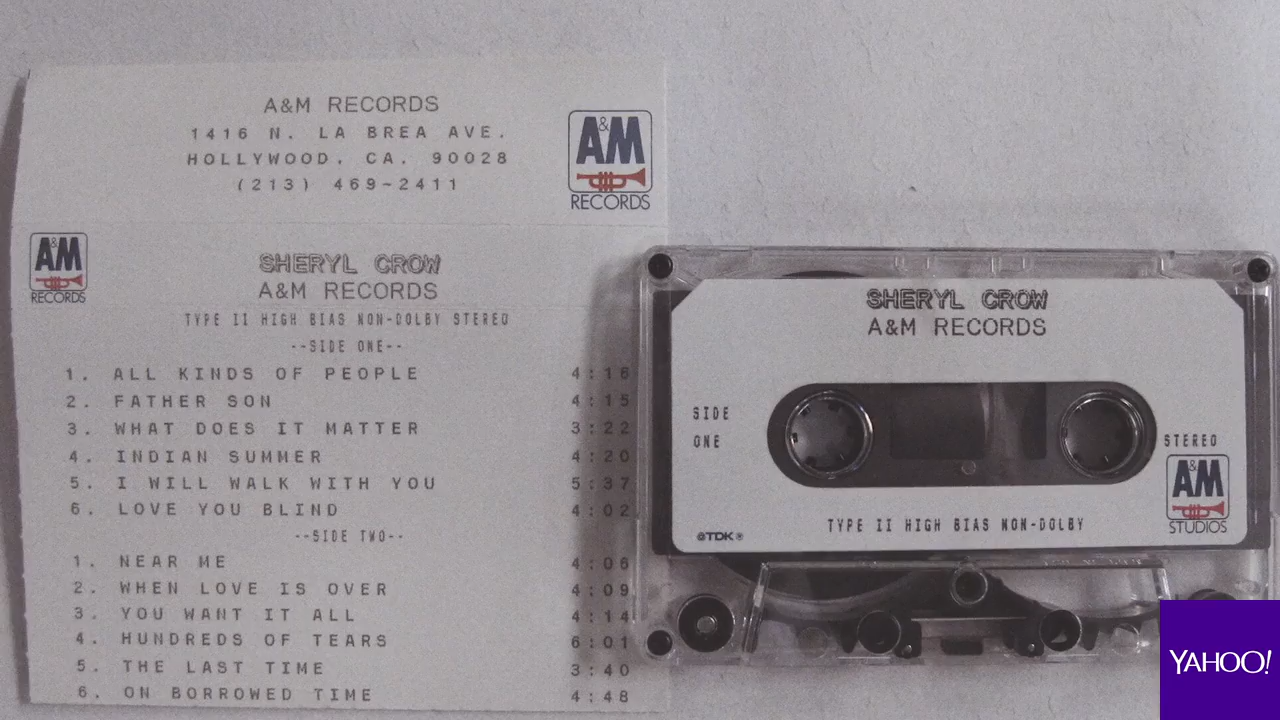 A&M RECORDS
1416 N. LA BREA AVE.
HOLLYWOOD. CA. 90028
(213) 469-2411
A&M
RECORDS
A&M
RECORDS
SHERYL CROW
A&M RECORDS
TYPE II HIGH BIAS NON-DOLBY STEREO
--SIDE ONE--
1. ALL KINDS OF PEOPLE 4:16
2. FATHER SON 4:15
3. WHAT DOES IT MATTER 3:22
4. INDIAN SUMMER 4:20
5. I WILL WALK WITH YOU 5:37
6. LOVE YOU BLIND 4:02
--SIDE TWO--
1. NEAR ME 4:06
2. WHEN LOVE IS OVER 4:09
3. YOU WANT IT ALL 4:14
4. HUNDREDS OF TEARS 6:01
5. THE LAST TIME 3:40
6. ON BORROWED TIME 4:48
SHERYL CROW
A&M RECORDS
SIDE
ONE
STEREO
A&M
STUDIOS
TYPE II HIGH BIAS NON-DOLBY
TDK®
YAHOO!